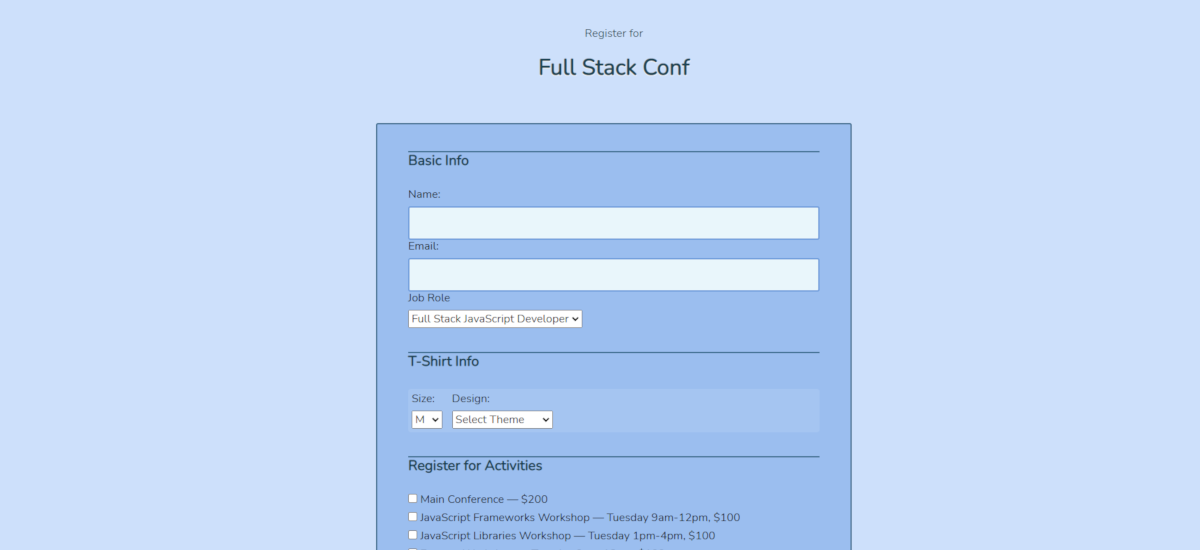 Register for
Full Stack Conf
Basic Info
Name:
Email:
Job Role
Full Stack JavaScript Developer
T-Shirt Info
Size: Design:
M Select Theme
Register for Activities
Main Conference — $200
JavaScript Frameworks Workshop — Tuesday 9am-12pm, $100
JavaScript Libraries Workshop — Tuesday 1pm-4pm, $100